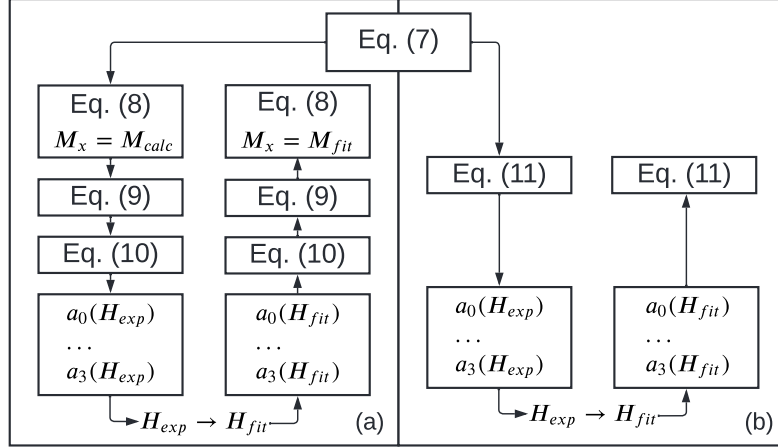 Eq. (7)
Eq. (8)
M_x = M_calc
Eq. (9)
Eq. (10)
a_0(H_exp)
...
a_3(H_exp)
H_exp → H_fit
Eq. (8)
M_x = M_fit
Eq. (9)
Eq. (10)
a_0(H_fit)
...
a_3(H_fit)
(a)
Eq. (11)
a_0(H_exp)
...
a_3(H_exp)
H_exp → H_fit
Eq. (11)
a_0(H_fit)
...
a_3(H_fit)
(b)